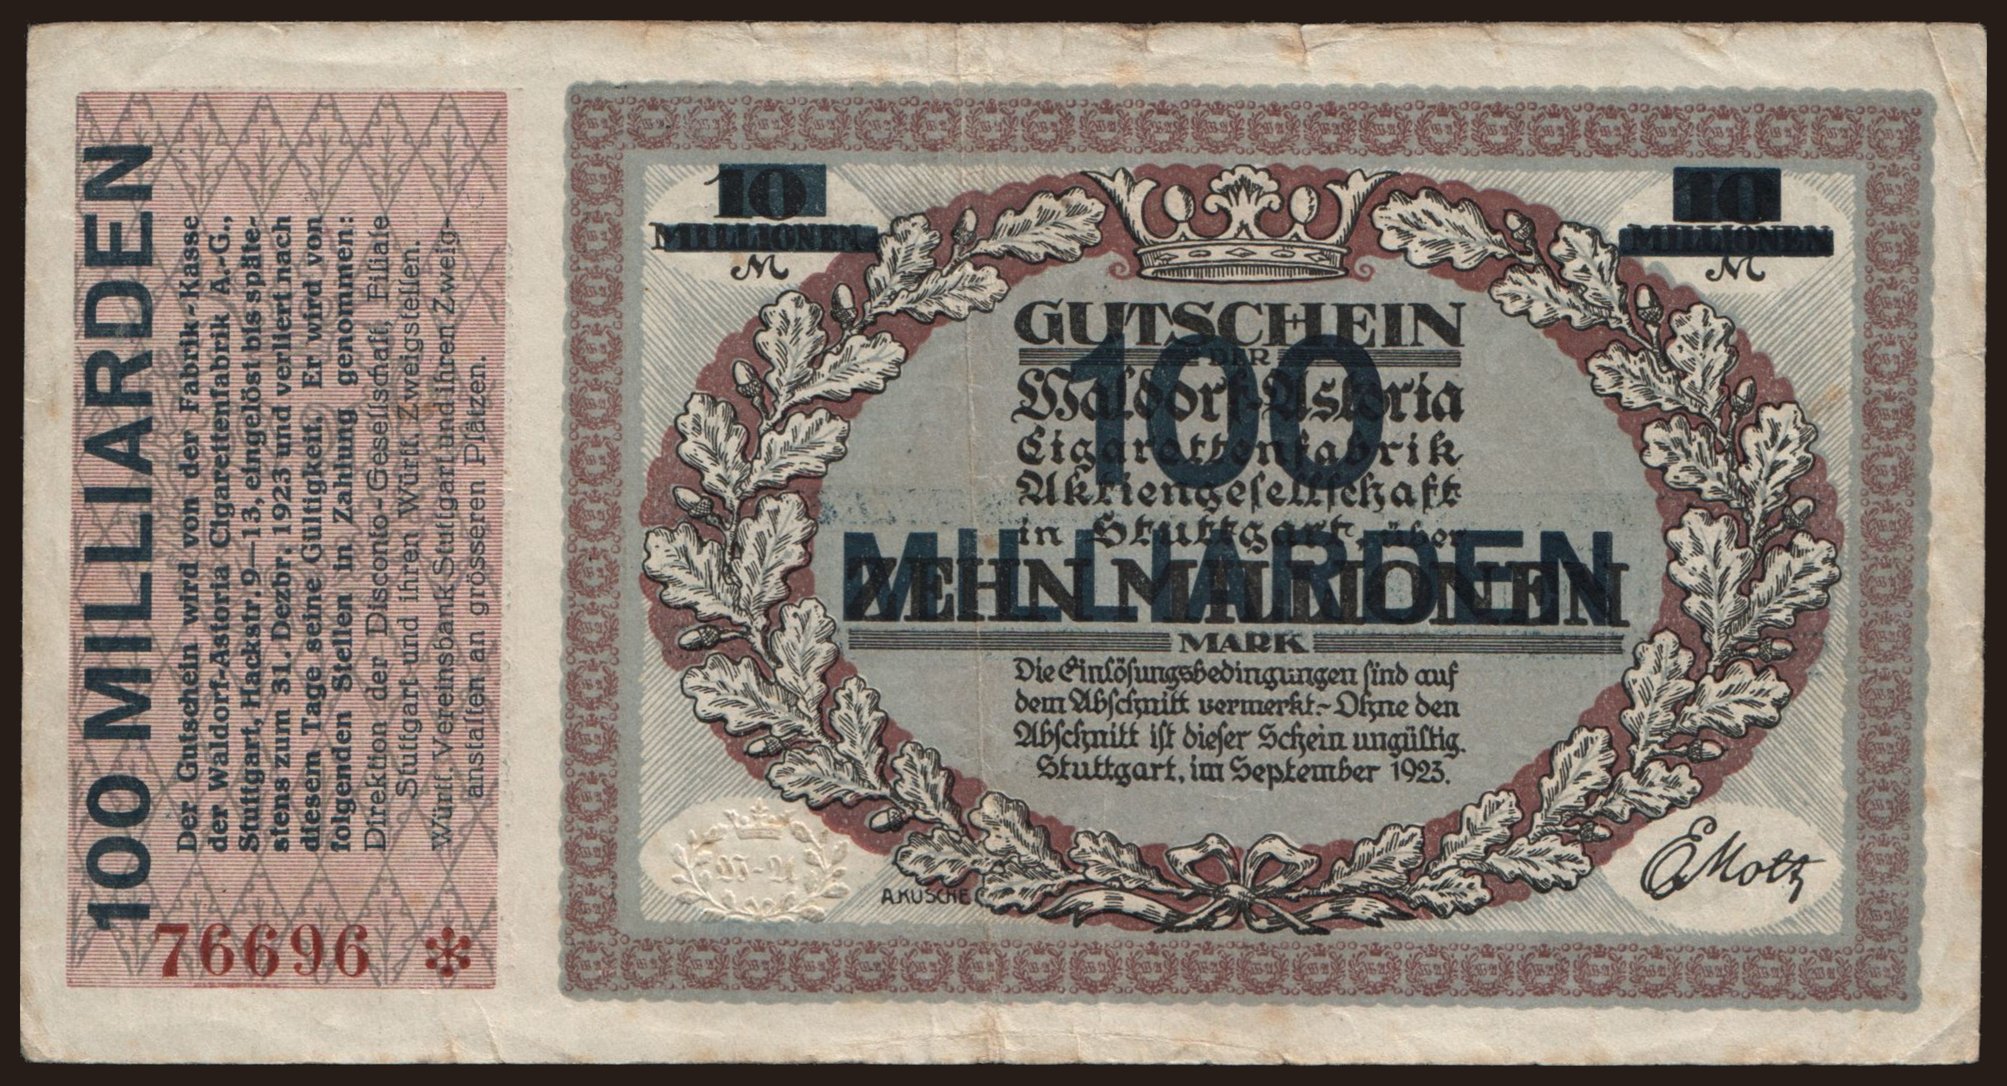 100 MILLIARDEN
Der Gutschein wird von der Fabrik-Kasse
der Waldorf-Astoria Cigarettenfabrik A.-G.,
Stuttgart, Hackstr. 9—13, eingelöst bis späte-
stens zum 31. Dezbr. 1923 und verliert nach
diesem Tage seine Gültigkeit. Er wird von
folgenden Stellen in Zahlung genommen:
Direktion der Disconto-Gesellschaft, Filiale
Stuttgart und ihren Württ. Zweigstellen.
Württ. Vereinsbank Stuttgart und ihren Zweig-
anstalten an grösseren Plätzen.
76696 *
10
MILLIONEN
M
10
MILLIONEN
M
GUTSCHEIN
DER
Waldorf-Astoria
Cigarettenfabrik
Aktiengesellschaft
in Stuttgart, über
ZEHN MILLIONEN
MARK
100
MILLIARDEN
Die Einlösungsbedingungen sind auf
dem Abschnitt vermerkt - Ohne den
Abschnitt ist dieser Schein ungültig.
Stuttgart, im September 1923.
W-A
A.KUSCHE
E Mott